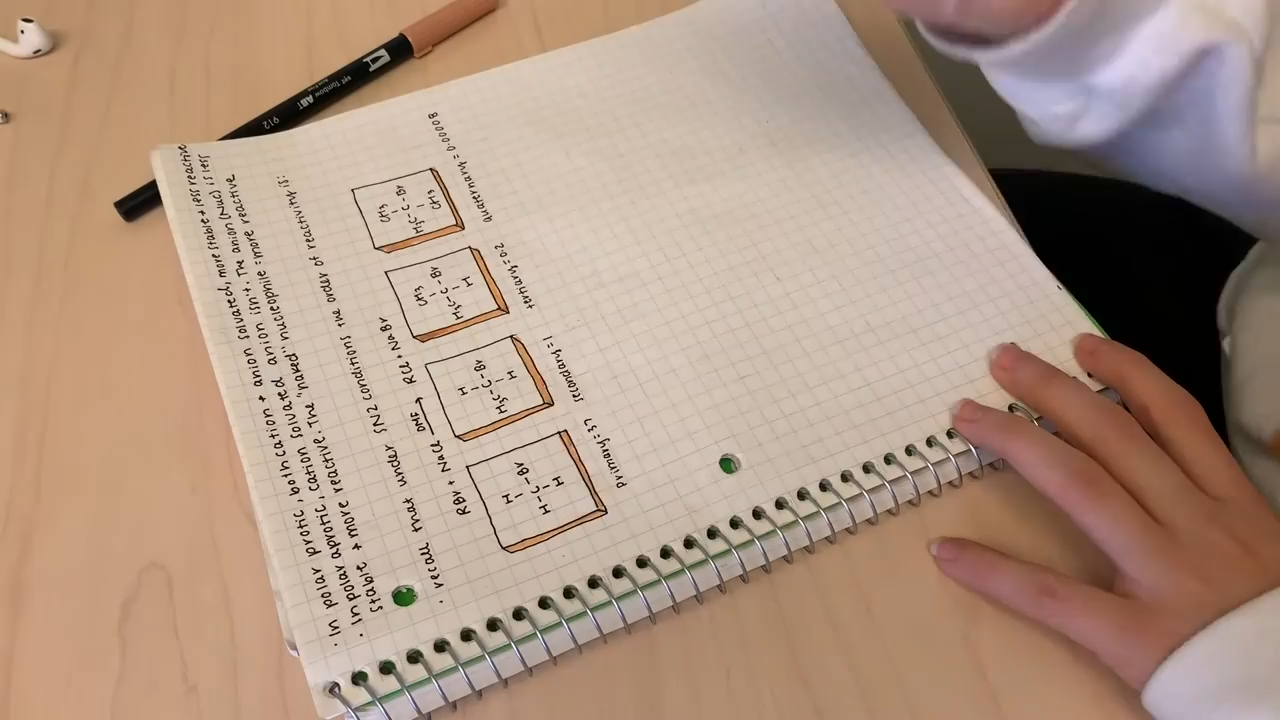 · In polar protic, both cation + anion solvated, more stable + less reactive
· In polar aprotic, cation solvated, anion isn't. The anion (Nuc) is less
stable + more reactive. The "naked" nucleophile = more reactive
· recall that under SN2 conditions the order of reactivity is:
RBr + NaCl DMF → RCl + NaBr
H
H-C-Br
H
primary = 37
H
H3C-C-Br
H
secondary = 1
CH3
H3C-C-Br
H
tertiary = 0.2
CH3
H3C-C-Br
CH3
quaternary = 0.00008
912
Tombow ABT